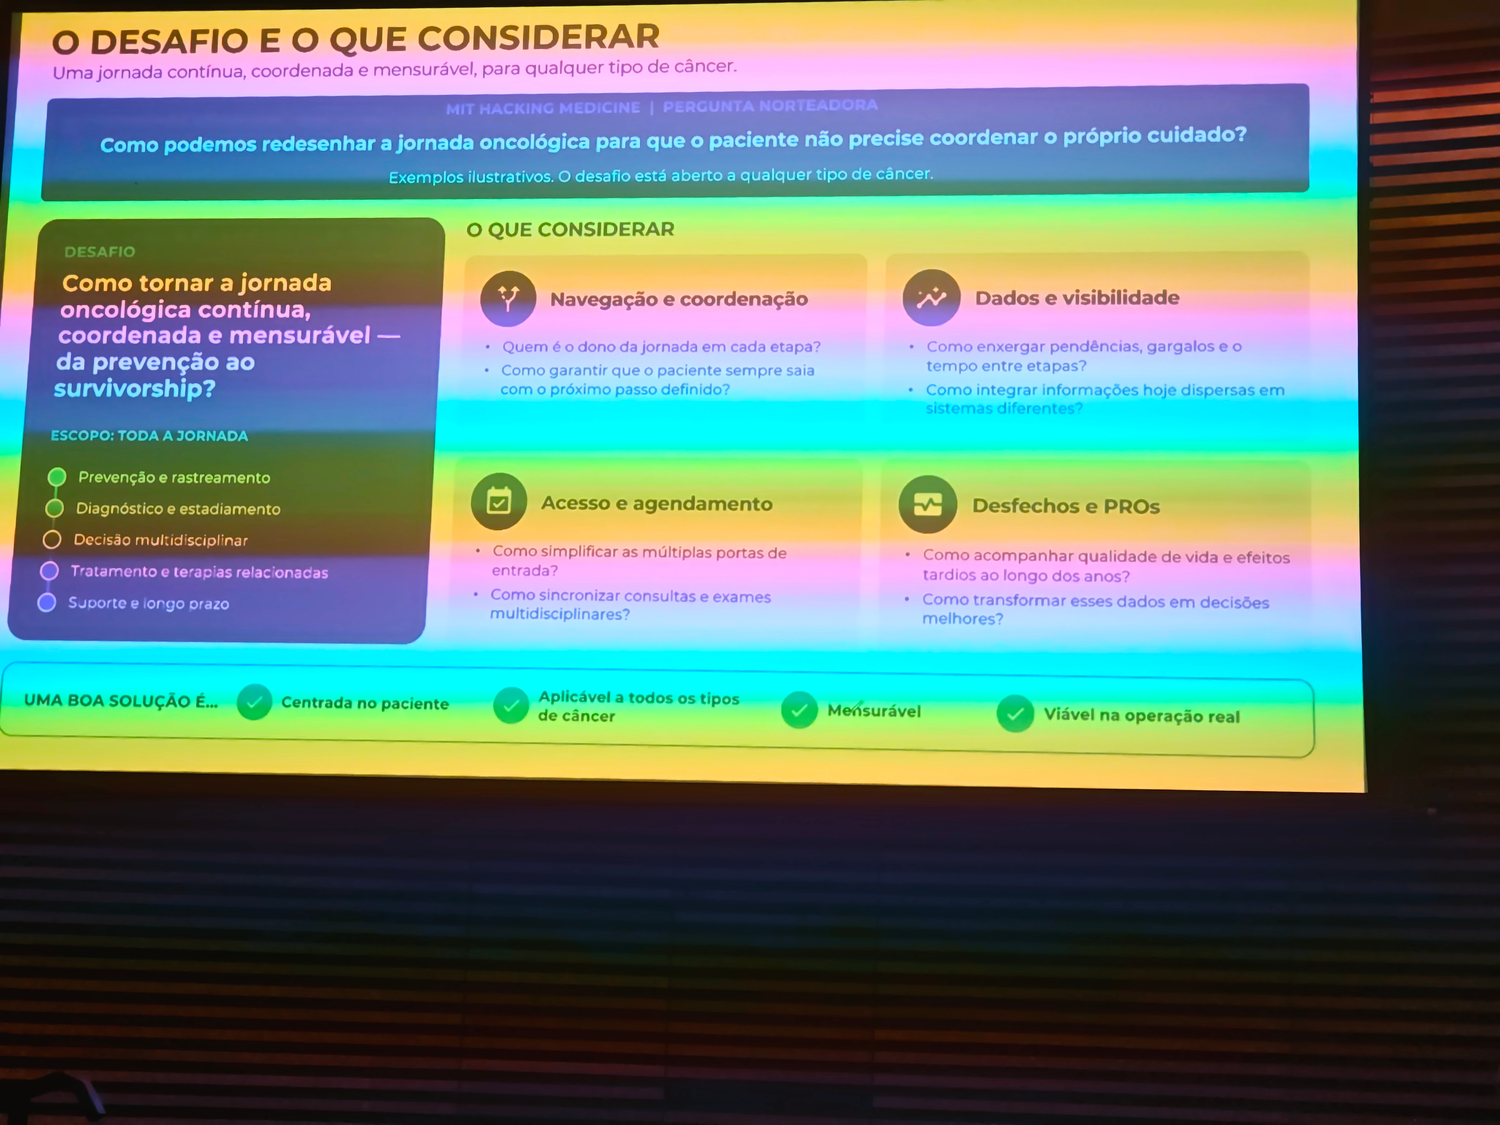 O DESAFIO E O QUE CONSIDERAR
Uma jornada contínua, coordenada e mensurável, para qualquer tipo de câncer.
MIT HACKING MEDICINE | PERGUNTA NORTEADORA
Como podemos redesenhar a jornada oncológica para que o paciente não precise coordenar o próprio cuidado?
Exemplos ilustrativos. O desafio está aberto a qualquer tipo de câncer.
DESAFIO
Como tornar a jornada
oncológica contínua,
coordenada e mensurável —
da prevenção ao
survivorship?
ESCOPO: TODA A JORNADA
Prevenção e rastreamento
Diagnóstico e estadiamento
Decisão multidisciplinar
Tratamento e terapias relacionadas
Suporte e longo prazo
O QUE CONSIDERAR
Navegação e coordenação
• Quem é o dono da jornada em cada etapa?
• Como garantir que o paciente sempre saia
com o próximo passo definido?
Dados e visibilidade
• Como enxergar pendências, gargalos e o
tempo entre etapas?
• Como integrar informações hoje dispersas em
sistemas diferentes?
Acesso e agendamento
• Como simplificar as múltiplas portas de
entrada?
• Como sincronizar consultas e exames
multidisciplinares?
Desfechos e PROs
• Como acompanhar qualidade de vida e efeitos
tardios ao longo dos anos?
• Como transformar esses dados em decisões
melhores?
UMA BOA SOLUÇÃO É...
Centrada no paciente
Aplicável a todos os tipos
de câncer
Mensurável
Viável na operação real